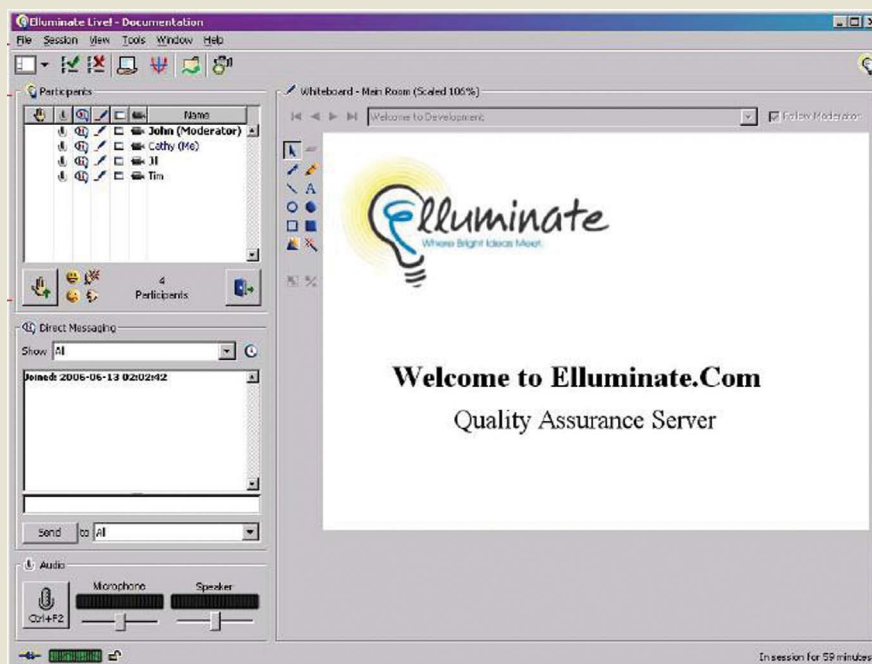 Elluminate Live! - Documentation
File Session View Tools Window Help
Participants
Name
John (Moderator)
Cathy (Me)
Jill
Tim
4
Participants
Direct Messaging
Show All
Joined: 2006-06-13 02:02:42
Send to All
Audio
Microphone Speaker
Ctrl+F2
Whiteboard - Main Room (Scaled 106%)
Welcome to Development
Follow Moderator
A
Elluminate
Where Bright Ideas Meet.
Welcome to Elluminate.Com
Quality Assurance Server
In session for 59 minutes